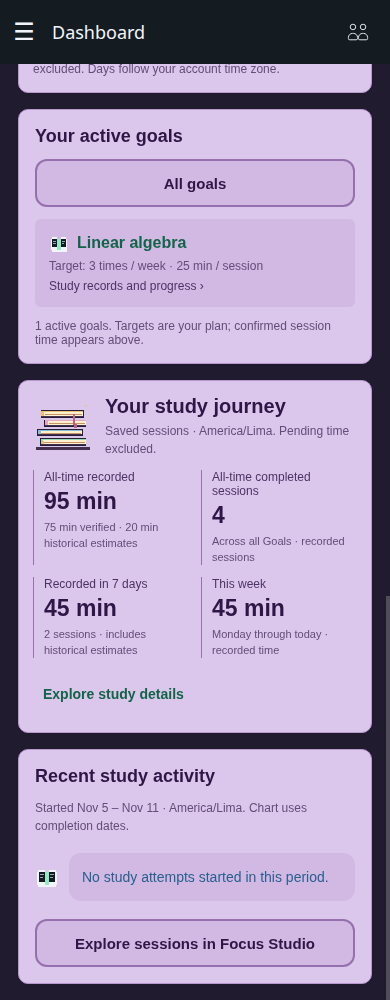 Dashboard
excluded. Days follow your account time zone.
Your active goals
All goals
Linear algebra
Target: 3 times / week · 25 min / session
Study records and progress ›
1 active goals. Targets are your plan; confirmed session
time appears above.
Your study journey
Saved sessions · America/Lima. Pending time
excluded.
All-time recorded
95 min
75 min verified · 20 min
historical estimates
All-time completed
sessions
4
Across all Goals · recorded
sessions
Recorded in 7 days
45 min
2 sessions · includes
historical estimates
This week
45 min
Monday through today ·
recorded time
Explore study details
Recent study activity
Started Nov 5 – Nov 11 · America/Lima. Chart uses
completion dates.
No study attempts started in this period.
Explore sessions in Focus Studio